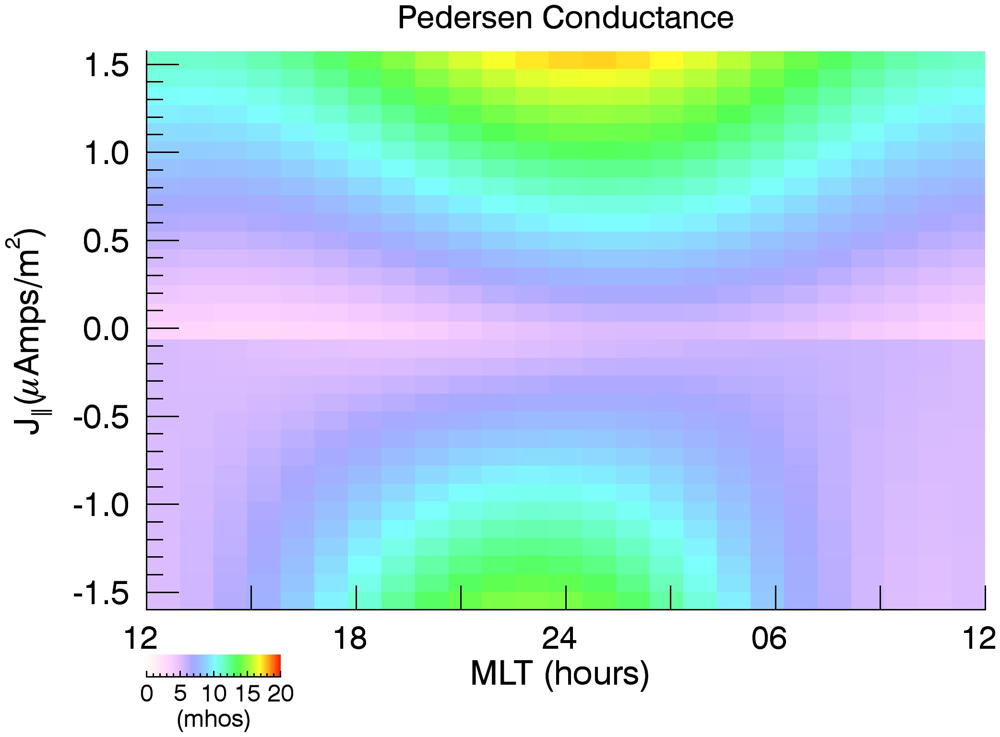 Pedersen Conductance
1.5
1.0
0.5
0.0
-0.5
-1.0
-1.5
J∥(μAmps/m²)
12 18 24 06 12
MLT (hours)
0 5 10 15 20
(mhos)